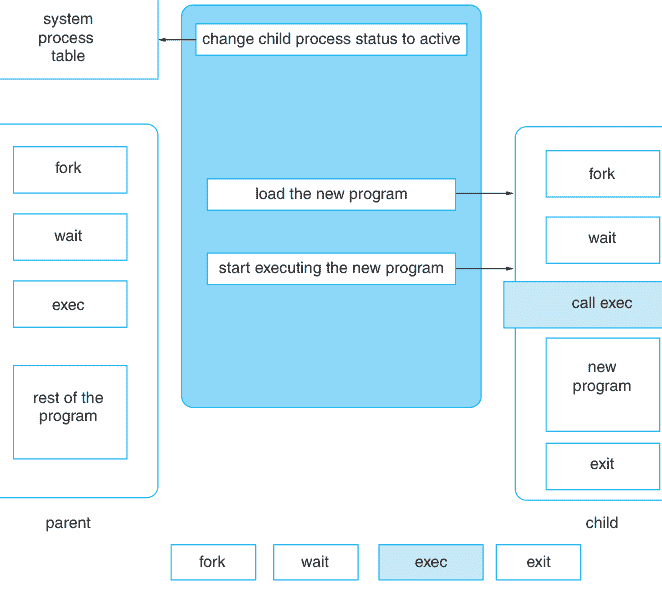 system
process
table
change child process status to active
fork
wait
exec
rest of the
program
parent
load the new program
start executing the new program
fork
wait
call exec
new
program
exit
child
fork
wait
exec
exit